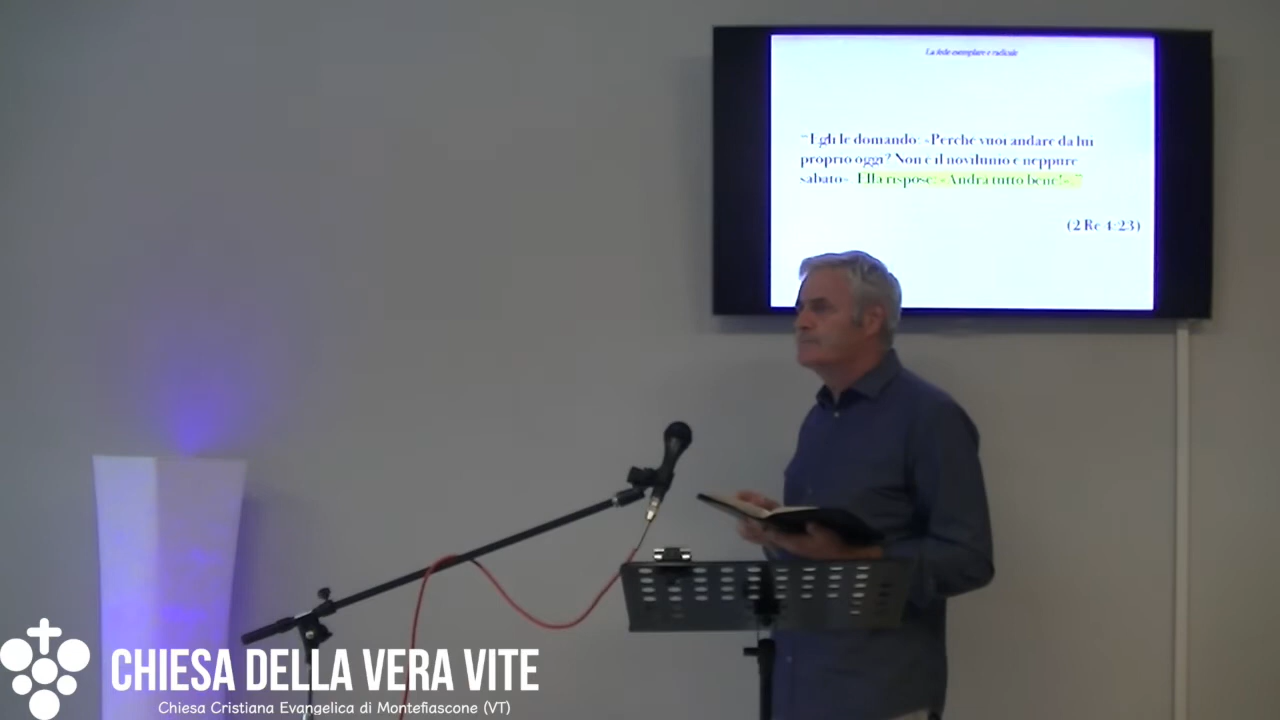 La fede esemplare e radicale
“Egli le domandò: «Perché vuoi andare da lui
proprio oggi? Non è il novilunio e neppure
sabato». Ella rispose: «Andrà tutto bene!».”
(2 Re 4:23)
CHIESA DELLA VERA VITE
Chiesa Cristiana Evangelica di Montefiascone (VT)